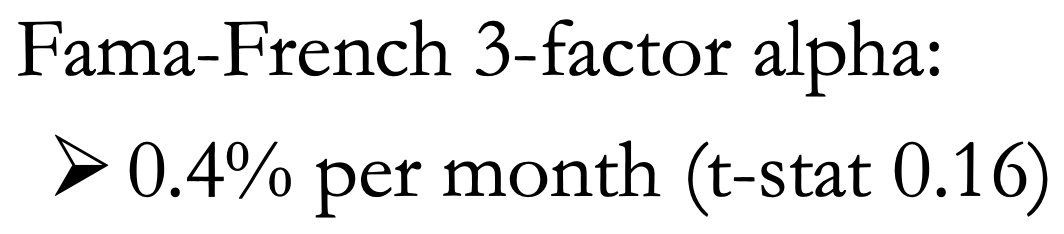 Fama-French 3-factor alpha:
➢ 0.4% per month (t-stat 0.16)